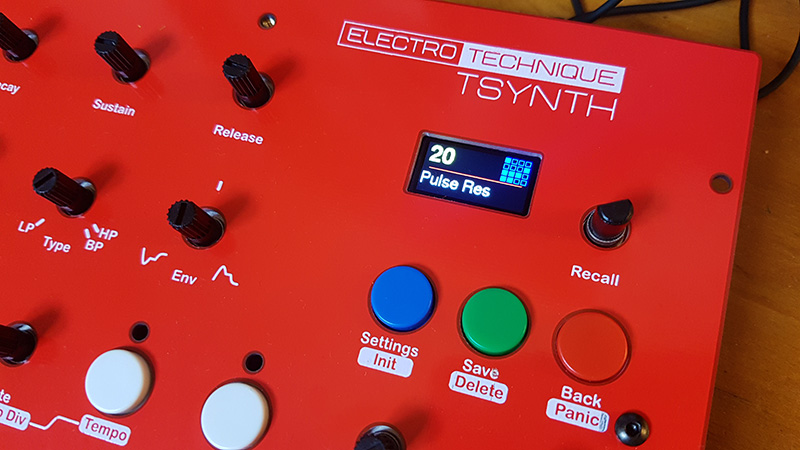 ELECTRO TECHNIQUE
TSYNTH
Sustain
Release
20
Pulse Res
LP
Type
BP
HP
Env
Recall
Settings
Init
Save
Delete
Back
Panic
Div
Tempo